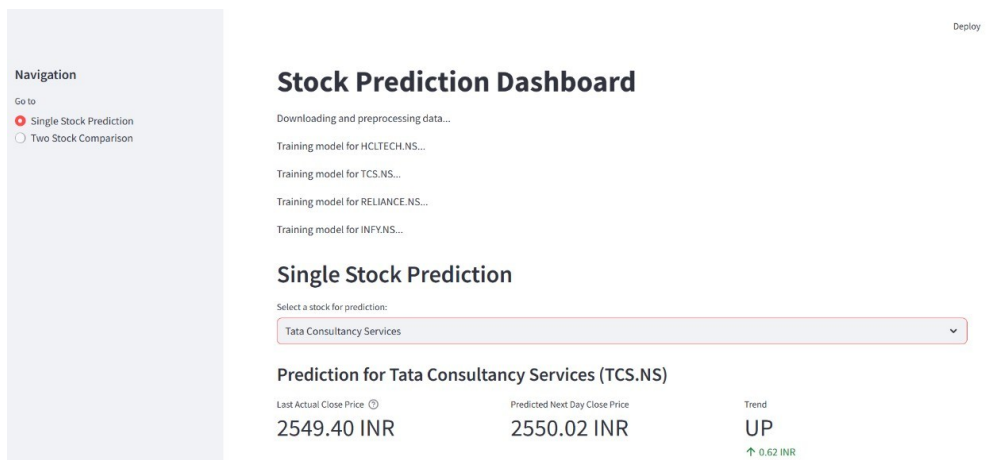 Deploy
Navigation
Go to
Single Stock Prediction
Two Stock Comparison
Stock Prediction Dashboard
Downloading and preprocessing data...
Training model for HCLTECH.NS...
Training model for TCS.NS...
Training model for RELIANCE.NS...
Training model for INFY.NS...
Single Stock Prediction
Select a stock for prediction:
Tata Consultancy Services
Prediction for Tata Consultancy Services (TCS.NS)
Last Actual Close Price Predicted Next Day Close Price Trend
2549.40 INR 2550.02 INR UP
↑ 0.62 INR